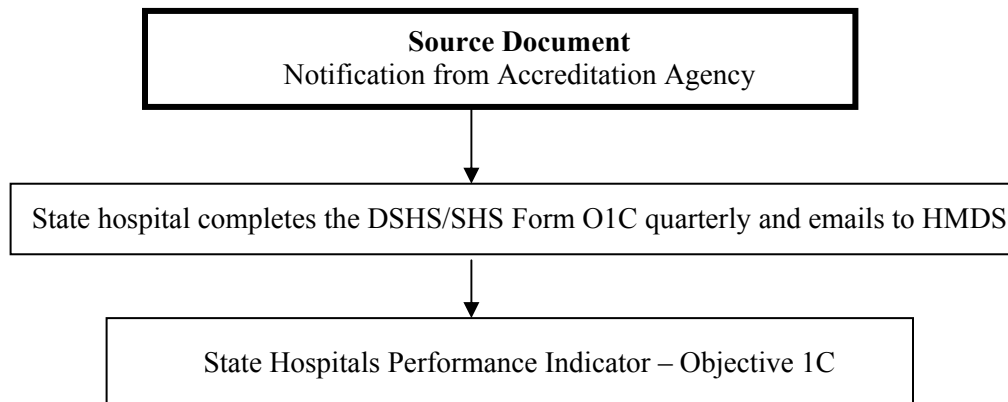 Source Document
Notification from Accreditation Agency
State hospital completes the DSHS/SHS Form O1C quarterly and emails to HMDS
State Hospitals Performance Indicator – Objective 1C